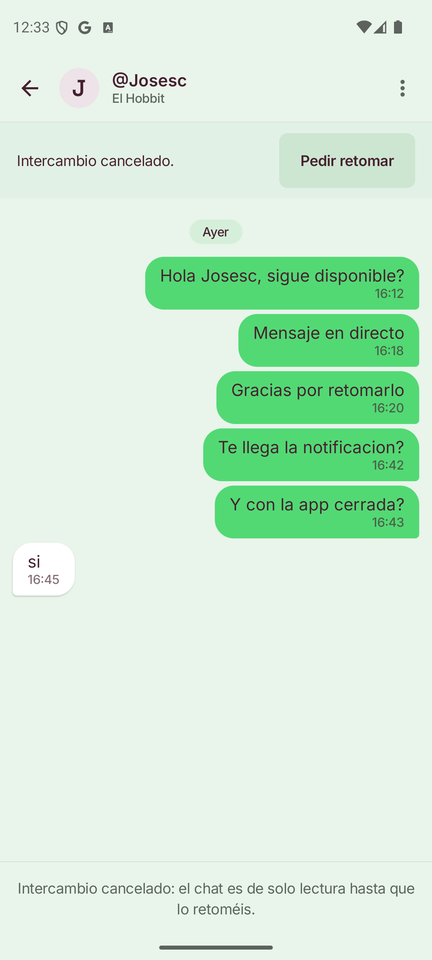 12:33
J
@Josesc
El Hobbit
Intercambio cancelado.
Pedir retomar
Ayer
Hola Josesc, sigue disponible?
16:12
Mensaje en directo
16:18
Gracias por retomarlo
16:20
Te llega la notificacion?
16:42
Y con la app cerrada?
16:43
si
16:45
Intercambio cancelado: el chat es de solo lectura hasta que
lo retoméis.